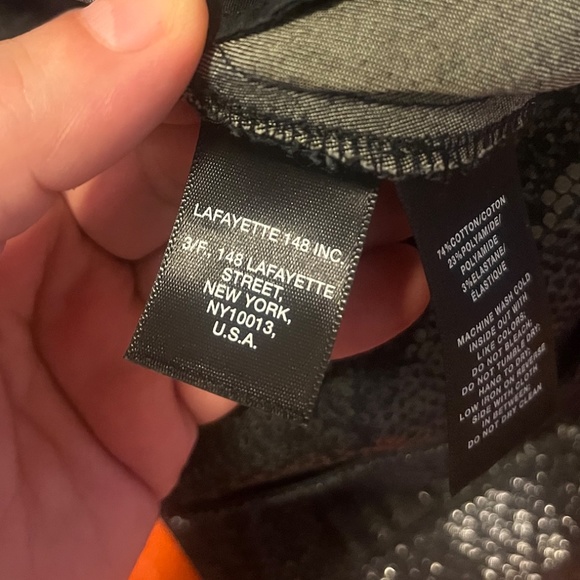 LAFAYETTE 148 INC.
3/F, 148 LAFAYETTE
STREET,
NEW YORK,
NY10013,
U.S.A.
74%COTTON/COTON
23%POLYAMIDE/
POLYAMIDE
3%ELASTANE/
ÉLASTIQUE
MACHINE WASH COLD
INSIDE OUT WITH
LIKE COLORS;
DO NOT BLEACH;
DO NOT TUMBLE DRY;
HANG TO DRY;
LOW IRON ON REVERSE
SIDE WITH CLOTH
IN BETWEEN;
DO NOT DRY CLEAN